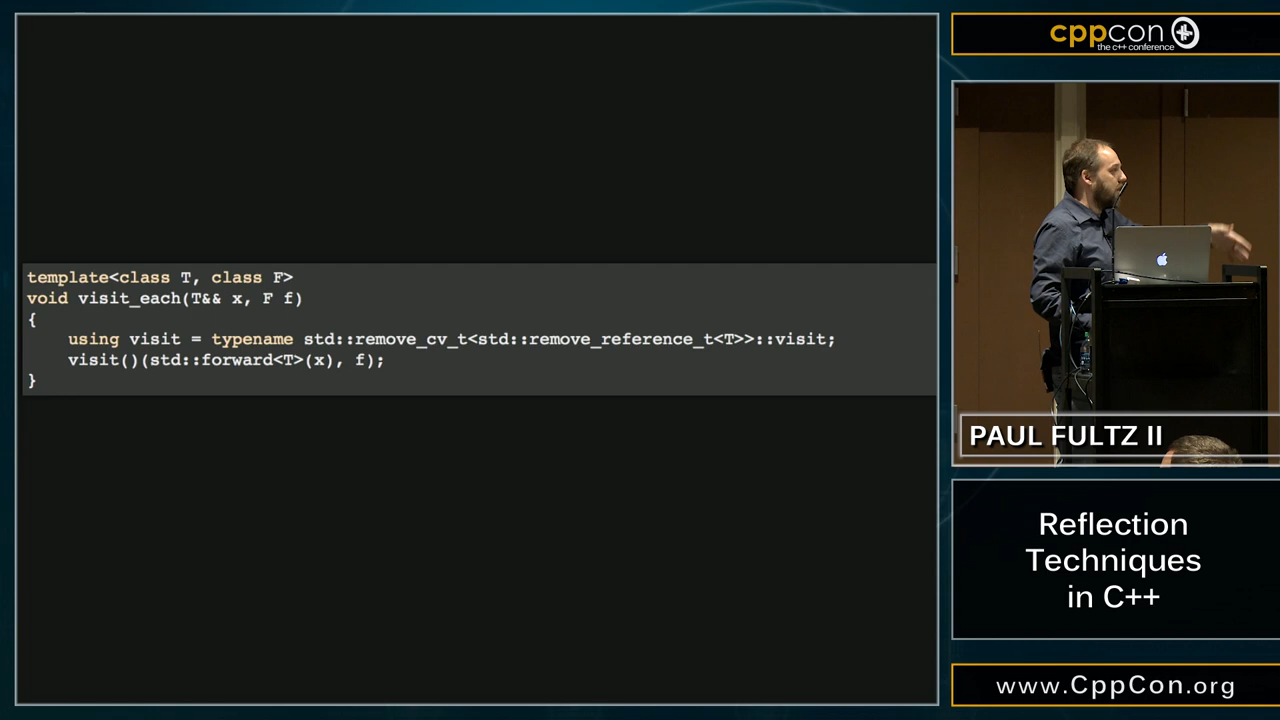 template<class T, class F>
void visit_each(T&& x, F f)
{
    using visit = typename std::remove_cv_t<std::remove_reference_t<T>>::visit;
    visit()(std::forward<T>(x), f);
}
cppcon
the c++ conference
PAUL FULTZ II
Reflection
Techniques
in C++
www.CppCon.org